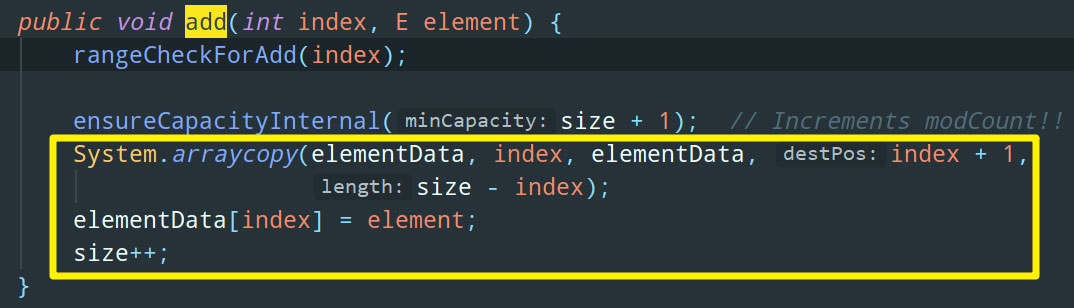 public void add(int index, E element) {
rangeCheckForAdd(index);
ensureCapacityInternal( minCapacity: size + 1);  // Increments modCount!!
System.arraycopy(elementData, index, elementData, destPos: index + 1,
length: size - index);
elementData[index] = element;
size++;
}